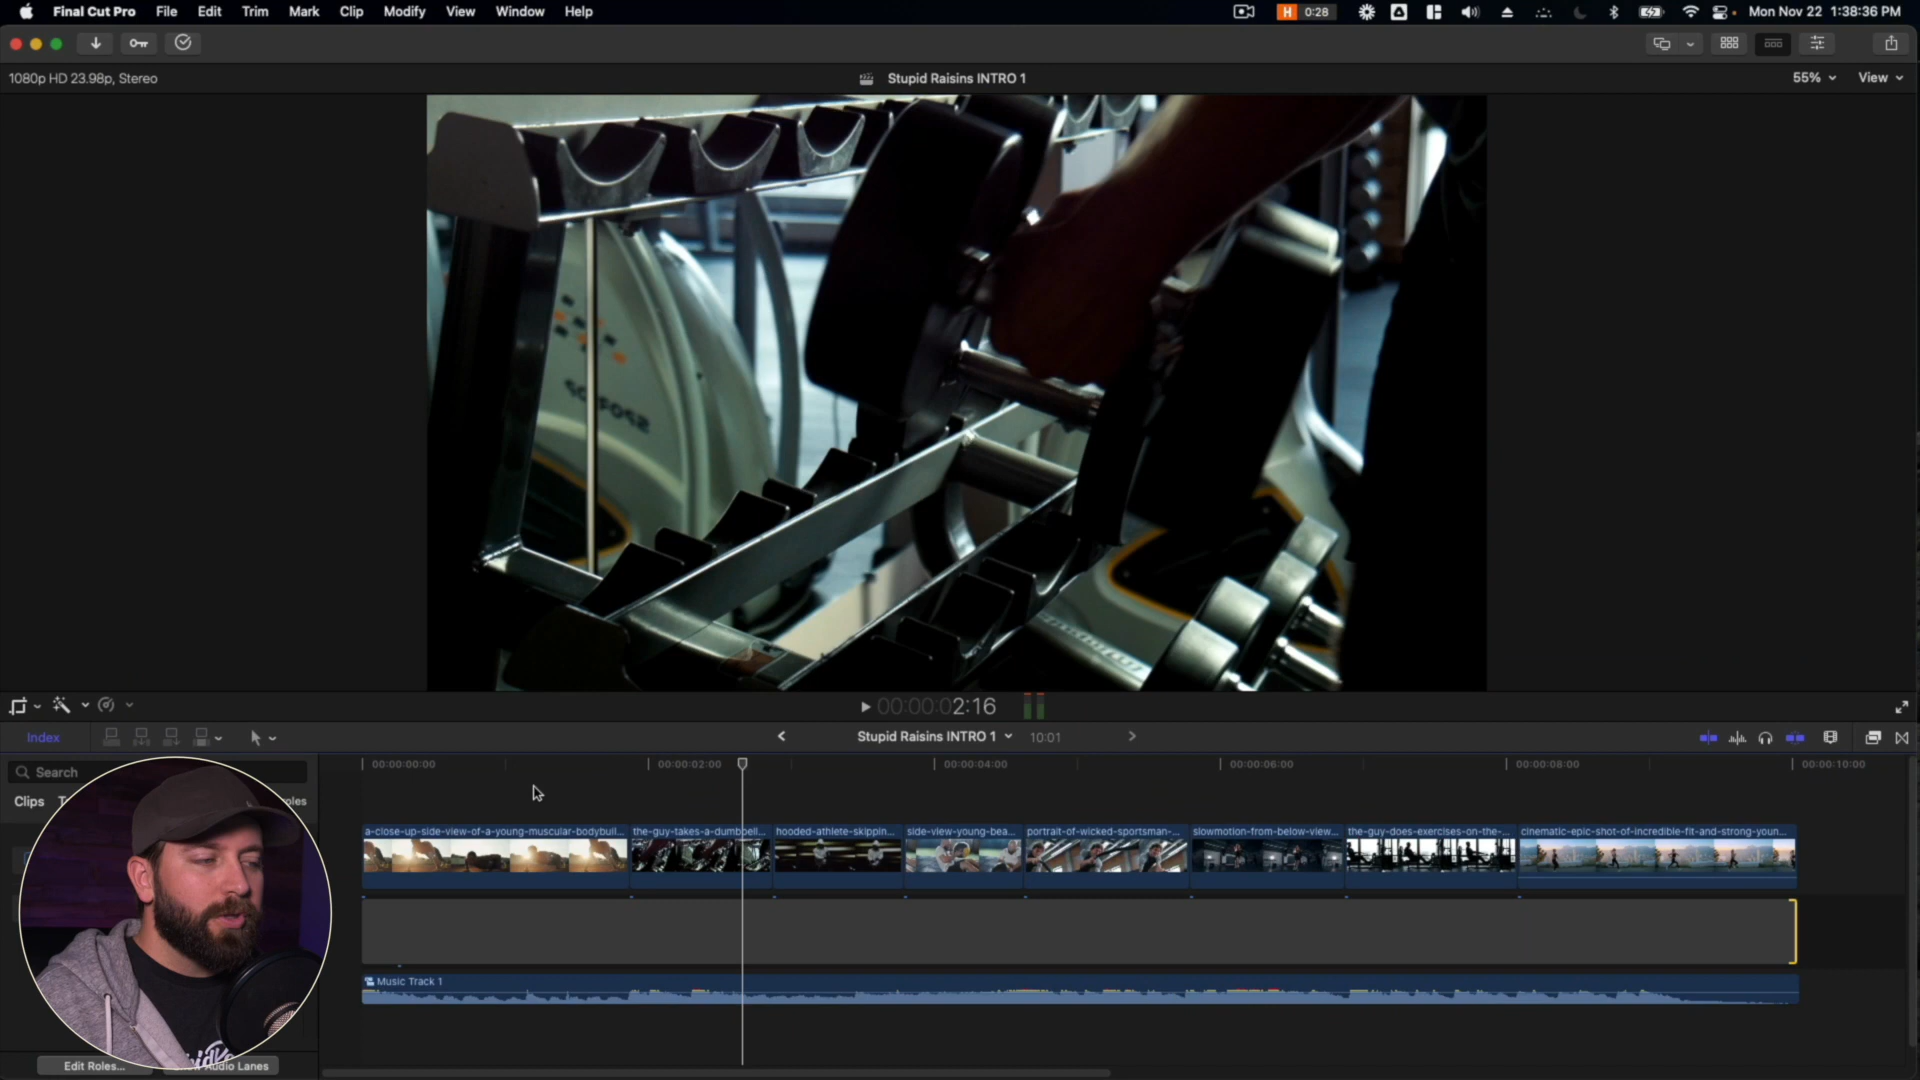 Final Cut Pro File Edit Trim Mark Clip Modify View Window Help
H 0:28
Mon Nov 22 1:38:36 PM
1080p HD 23.98p, Stereo
Stupid Raisins INTRO 1
55%
View
SPORTOP
00:00:02:16
Index
Stupid Raisins INTRO 1
10:01
Search
00:00:00:00
00:00:02:00
00:00:04:00
00:00:06:00
00:00:08:00
00:00:10:00
Clips
oles
a-close-up-side-view-of-a-young-muscular-bodybuil...
the-guy-takes-a-dumbbell...
hooded-athlete-skippin...
side-view-young-bea...
portrait-of-wicked-sportsman-...
slowmotion-from-below-view...
the-guy-does-exercises-on-the-...
cinematic-epic-shot-of-incredible-fit-and-strong-youn...
Music Track 1
Edit Roles...
Audio Lanes